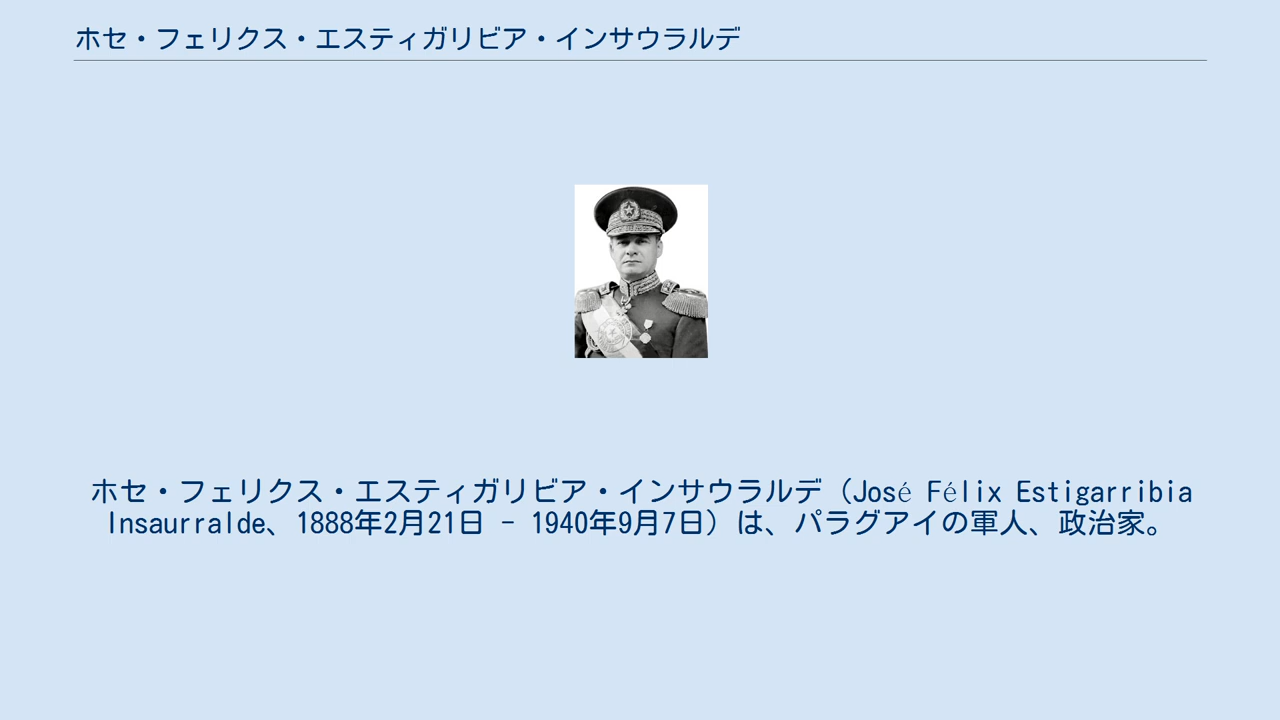 ホセ・フェリクス・エスティガリビア・インサウラルデ
ホセ・フェリクス・エスティガリビア・インサウラルデ（José Félix Estigarribia
Insaurralde、1888年2月21日 - 1940年9月7日）は、パラグアイの軍人、政治家。